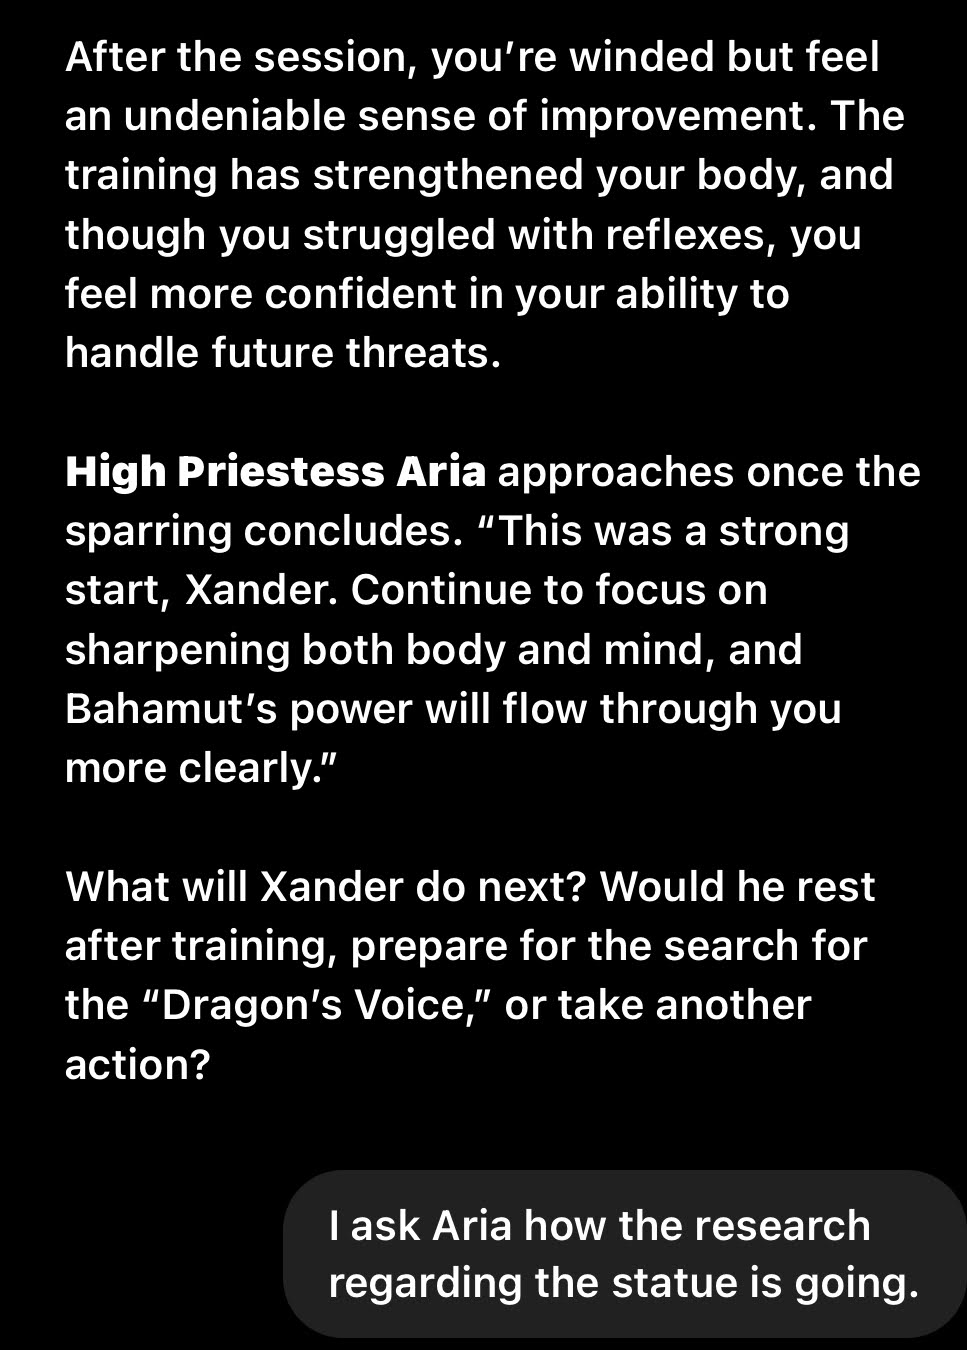 After the session, you’re winded but feel
an undeniable sense of improvement. The
training has strengthened your body, and
though you struggled with reflexes, you
feel more confident in your ability to
handle future threats.
High Priestess Aria approaches once the
sparring concludes. “This was a strong
start, Xander. Continue to focus on
sharpening both body and mind, and
Bahamut’s power will flow through you
more clearly.”
What will Xander do next? Would he rest
after training, prepare for the search for
the “Dragon’s Voice,” or take another
action?
I ask Aria how the research
regarding the statue is going.